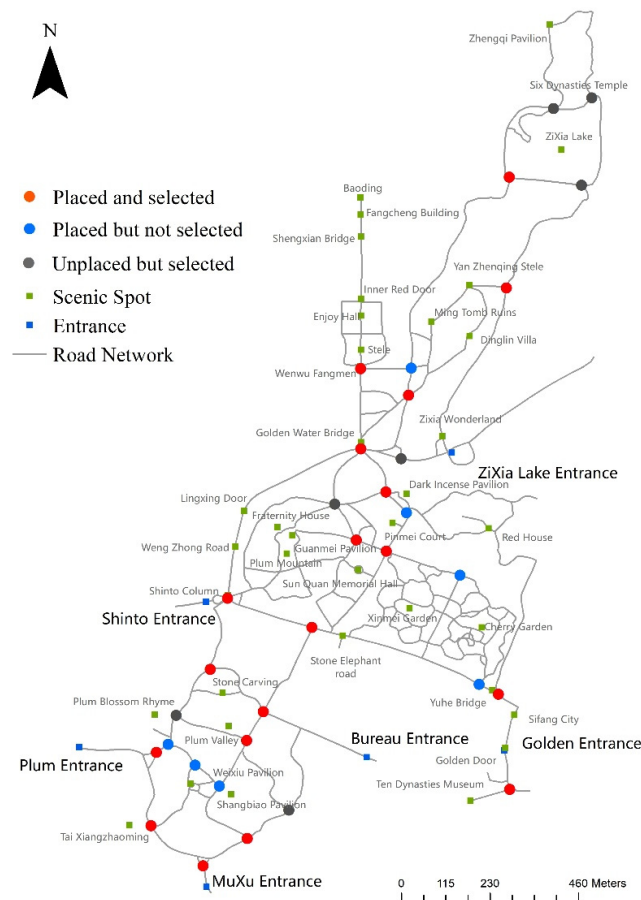 N
Zhengqi Pavilion
Six Dynasties Temple
ZiXia Lake
Placed and selected
Placed but not selected
Unplaced but selected
Scenic Spot
Entrance
Road Network
Baoding
Fangcheng Building
Shengxian Bridge
Yan Zhenqing Stele
Inner Red Door
Enjoy Hall
Ming Tomb Ruins
Dinglin Villa
Stele
Wenwu Fangmen
Zixia Wonderland
Golden Water Bridge
ZiXia Lake Entrance
Dark Incense Pavilion
Lingxing Door
Fraternity House
Red House
Pinmei Court
Weng Zhong Road
Guanmei Pavilion
Plum Mountain
Sun Quan Memorial Hall
Shinto Column
Shinto Entrance
Xinmei Garden
Cherry Garden
Stone Elephant
road
Stone Carving
Plum Blossom Rhyme
Yuhe Bridge
Sifang City
Plum Valley
Bureau Entrance
Golden Entrance
Plum Entrance
Golden Door
Weixiu Pavilion
Ten Dynasties Museum
Shangbiao Pavilion
Tai Xiangzhaoming
MuXu Entrance
0 115 230 460 Meters